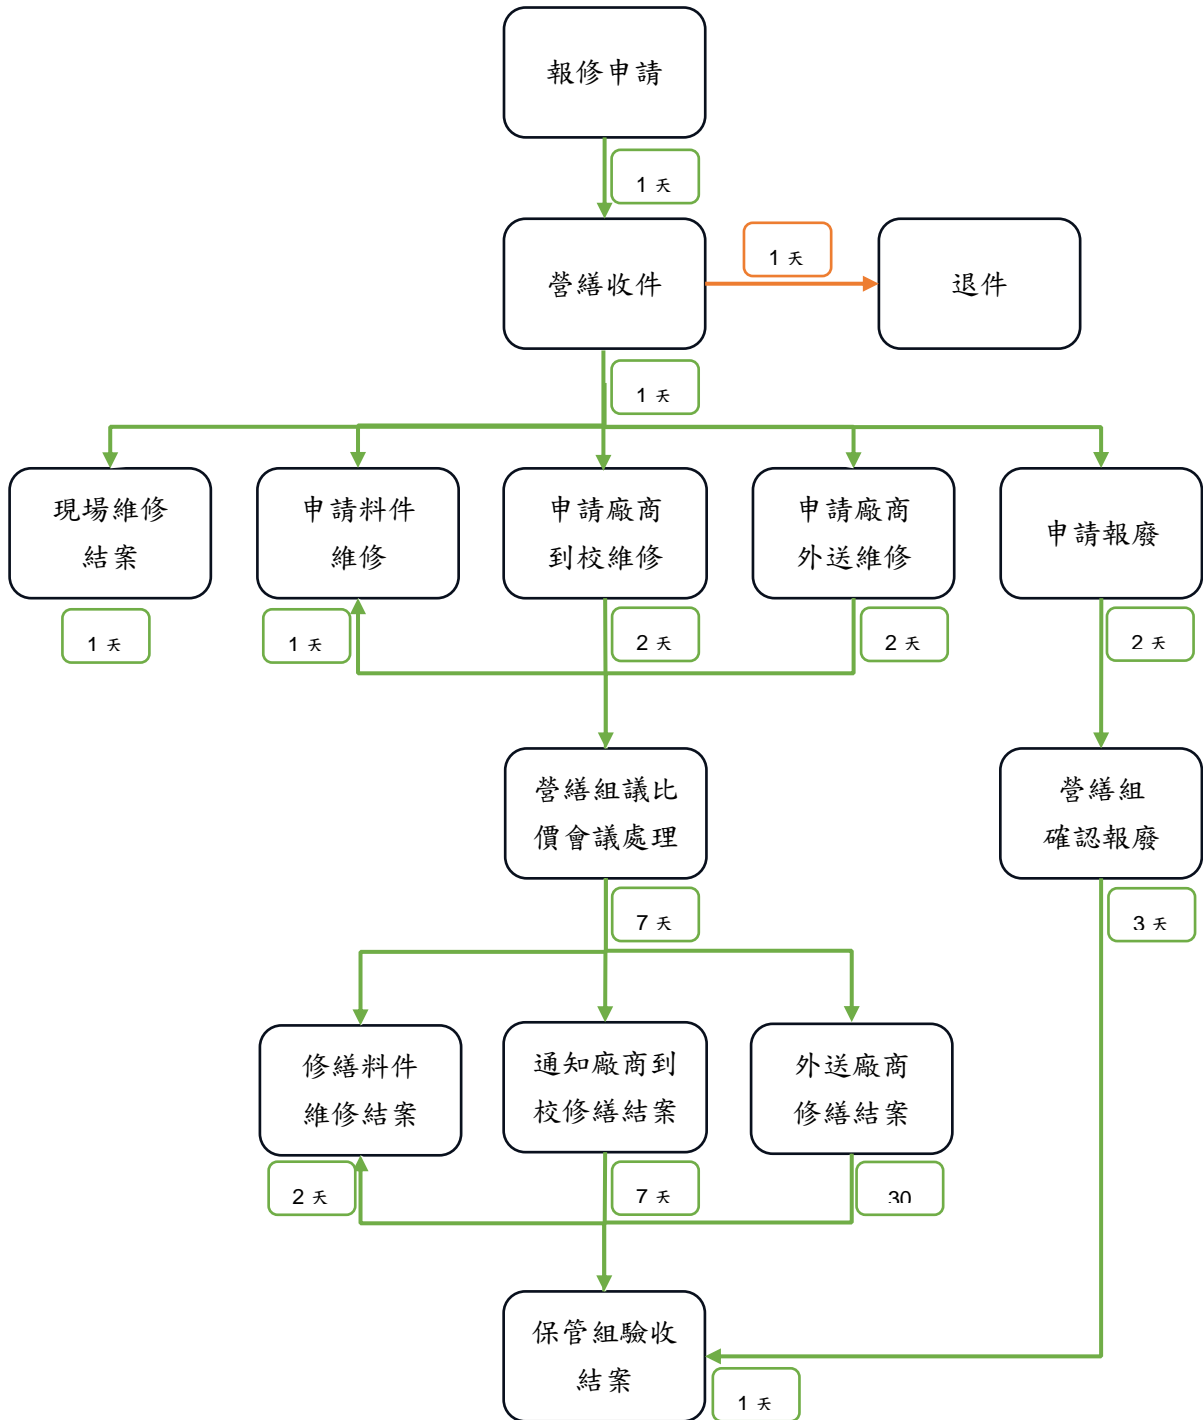 報修申請
1 天
營繕收件
1 天
退件
1 天
現場維修
結案
申請料件
維修
申請廠商
到校維修
申請廠商
外送維修
申請報廢
1 天
1 天
2 天
2 天
2 天
營繕組議比
價會議處理
營繕組
確認報廢
7 天
3 天
修繕料件
維修結案
通知廠商到
校修繕結案
外送廠商
修繕結案
2 天
7 天
30
保管組驗收
結案
1 天